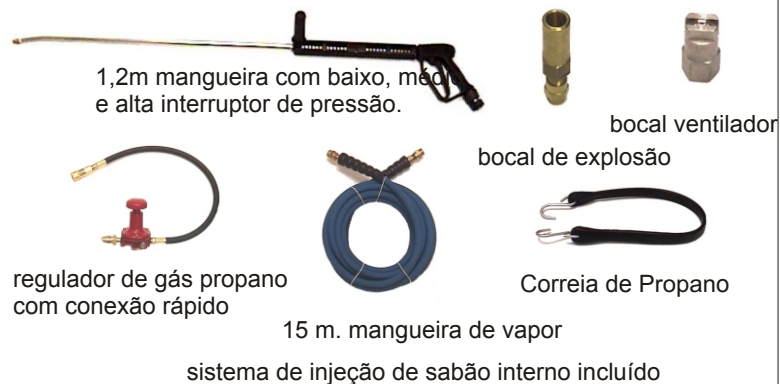 1,2m mangueira com baixo, médio
e alta interruptor de pressão.
bocal ventilador
bocal de explosão
regulador de gás propano
com conexão rápido
Correia de Propano
15 m. mangueira de vapor
sistema de injeção de sabão interno incluído